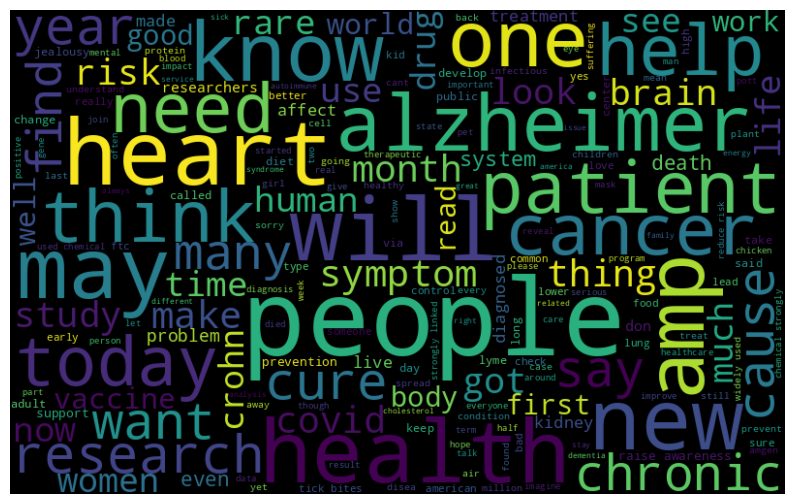 year
made
know
rare
world
treatment
one
back
help
sick
mental
protein
blood
impact
service
jealousy
kid
drug
eye
suffering
see
high
work
risk
researchers
find
need
use
look
yes
infectious
brain
life
understand
really
better
develop
cant
mean
man
change
join
affect
cell
important
public
center
positive
gene
often
heart
started
two
alzheimer
state
pet
issue
plant
last
diet
going
therapeutic
system
children
death
energy
well
month
america
love
syndrome
real
called
girl
give
healthy
human
great
mask
always
think
sorry
show
read
patient
will
via
reveal
family
reduce risk
cancer
take
used chemical ftc
many
common
program
chicken
may
time
type
symptom
please
thing
said
diagnosis
week
control
every
lower
food
lead
different
study
make
died
someone
people
diagnosed
related
serious
don
much
cause
early
let
problem
right
long
care
lung
chemical strongly
person
prevention
live
day
strongly linked
lyme
check
case
around
treat
healthcare
widely used
today
crohn
amp
part
analysis
cure
spread
cholesterol
got
say
improve
still
adult
vaccine
away
though
body
everyone
condition
first
new
prevent
support
want
covid
keep
term
half
kidney
sure
now
hope
talk
found
bad
raise awareness
stay
research
health
air
dementia
amgen
women
even
result
yet
data
tick bites
disea
american
million
imagine
chronic